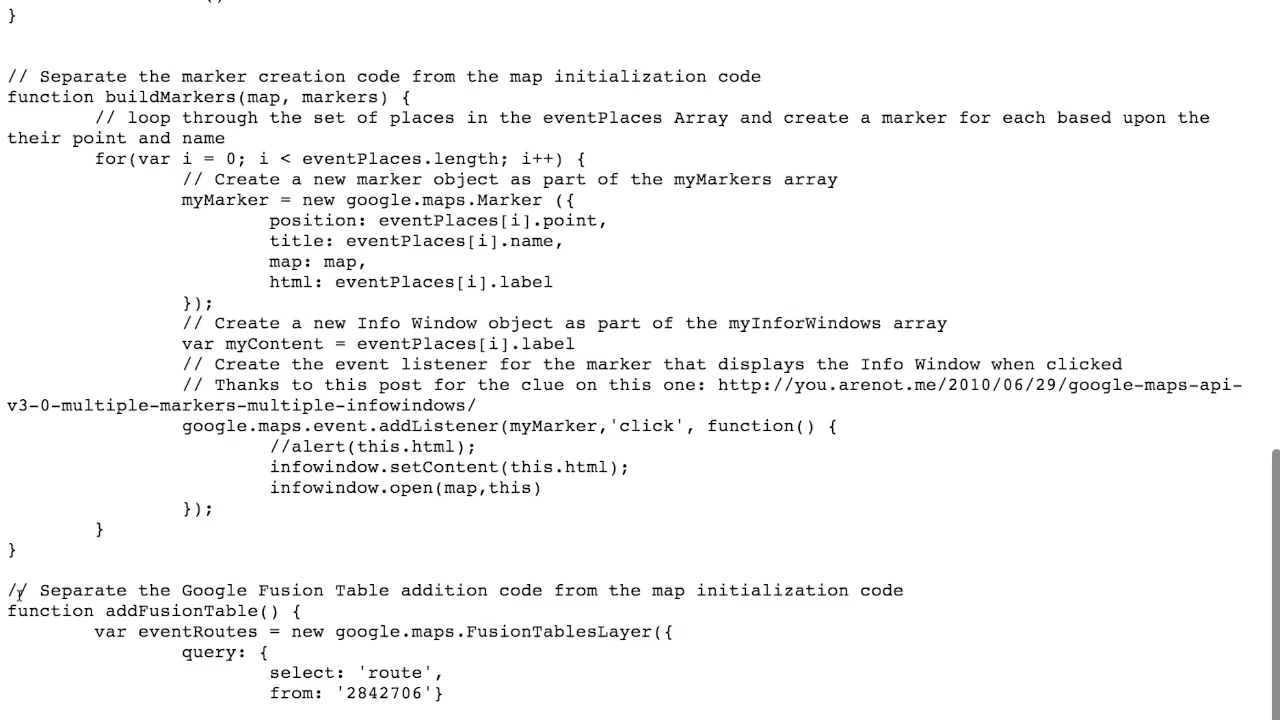 }
// Separate the marker creation code from the map initialization code
function buildMarkers(map, markers) {
// loop through the set of places in the eventPlaces Array and create a marker for each based upon the
their point and name
for(var i = 0; i < eventPlaces.length; i++) {
// Create a new marker object as part of the myMarkers array
myMarker = new google.maps.Marker ({
position: eventPlaces[i].point,
title: eventPlaces[i].name,
map: map,
html: eventPlaces[i].label
});
// Create a new Info Window object as part of the myInforWindows array
var myContent = eventPlaces[i].label
// Create the event listener for the marker that displays the Info Window when clicked
// Thanks to this post for the clue on this one: http://you.arenot.me/2010/06/29/google-maps-api-
v3-0-multiple-markers-multiple-infowindows/
google.maps.event.addListener(myMarker,'click', function() {
//alert(this.html);
infowindow.setContent(this.html);
infowindow.open(map,this)
});
}
}
// Separate the Google Fusion Table addition code from the map initialization code
function addFusionTable() {
var eventRoutes = new google.maps.FusionTablesLayer({
query: {
select: 'route',
from: '2842706'}